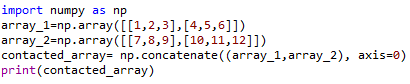 import numpy as np
array_1=np.array([[1,2,3],[4,5,6]])
array_2=np.array([[7,8,9],[10,11,12]])
contacted_array= np.concatenate((array_1,array_2), axis=0)
print(contacted_array)